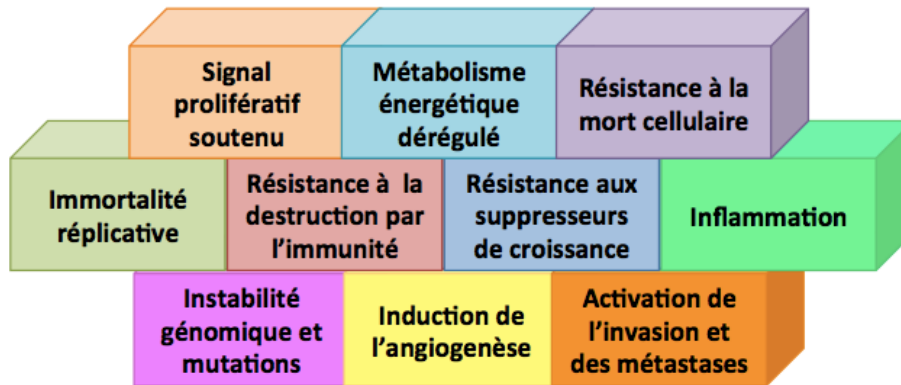 Signal
prolifératif
soutenu
Métabolisme
énergétique
dérégulé
Résistance à la
mort cellulaire
Immortalité
réplicative
Résistance à la
destruction par
l’immunité
Résistance aux
suppresseurs
de croissance
Inflammation
Instabilité
génomique et
mutations
Induction de
l’angiogenèse
Activation de
l’invasion et
des métastases